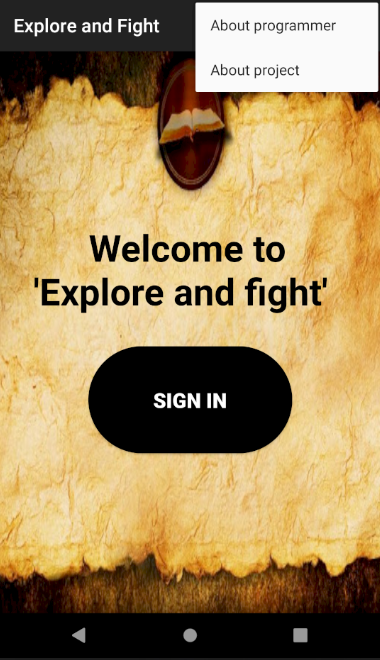 Explore and Fight
About programmer
About project
Welcome to
'Explore and fight'
SIGN IN